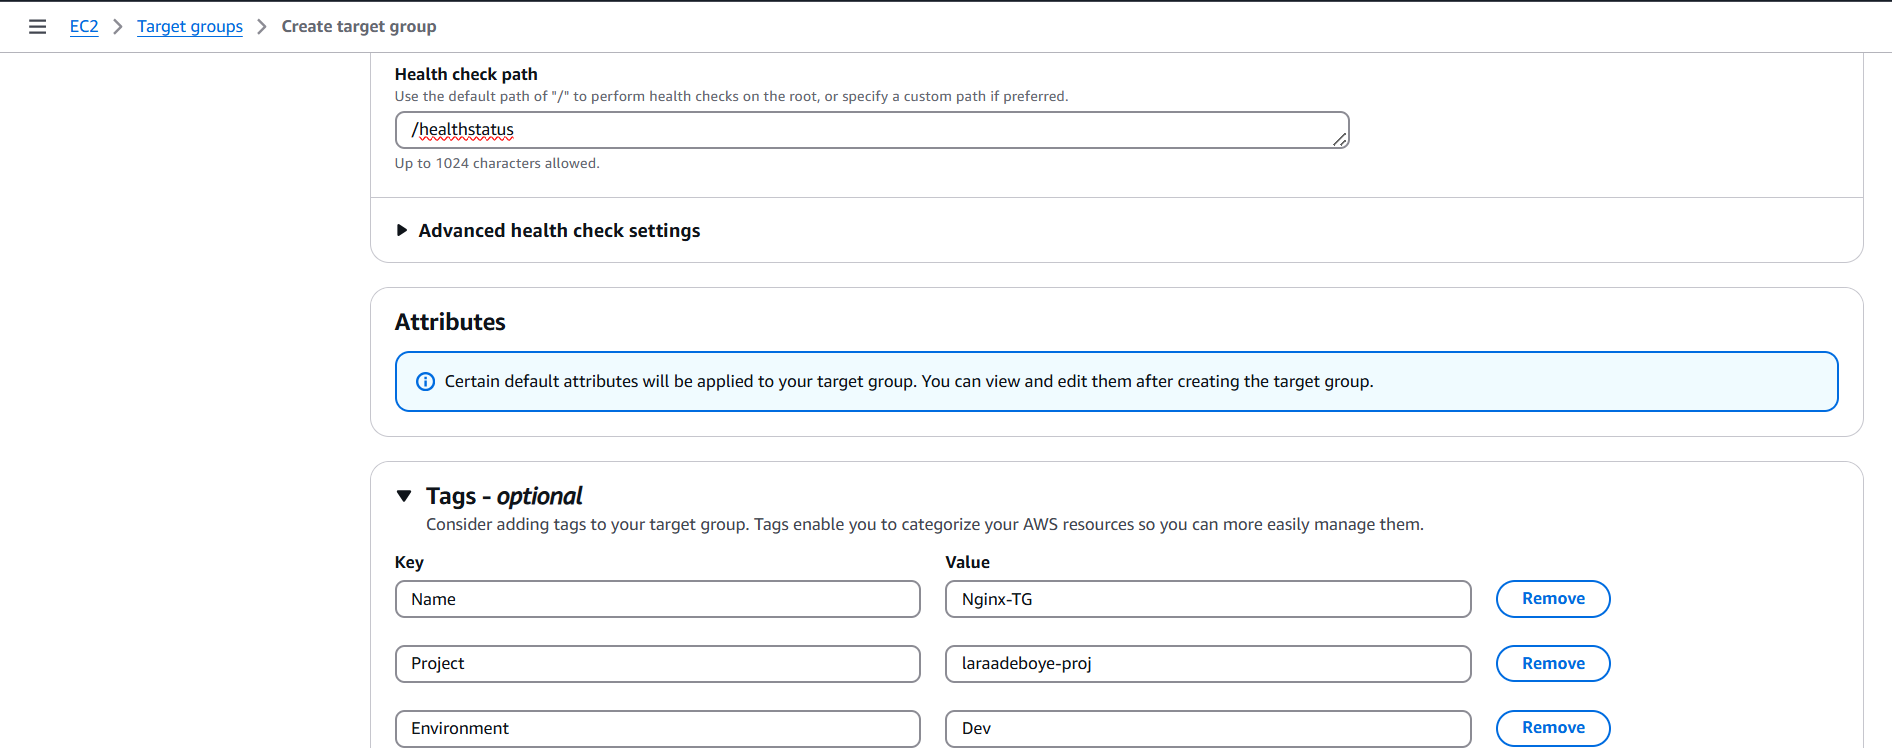 EC2 > Target groups > Create target group
Health check path
Use the default path of "/" to perform health checks on the root, or specify a custom path if preferred.
/healthstatus
Up to 1024 characters allowed.
Advanced health check settings
Attributes
Certain default attributes will be applied to your target group. You can view and edit them after creating the target group.
Tags - optional
Consider adding tags to your target group. Tags enable you to categorize your AWS resources so you can more easily manage them.
Key Value
Name Nginx-TG Remove
Project laraadeboye-proj Remove
Environment Dev Remove